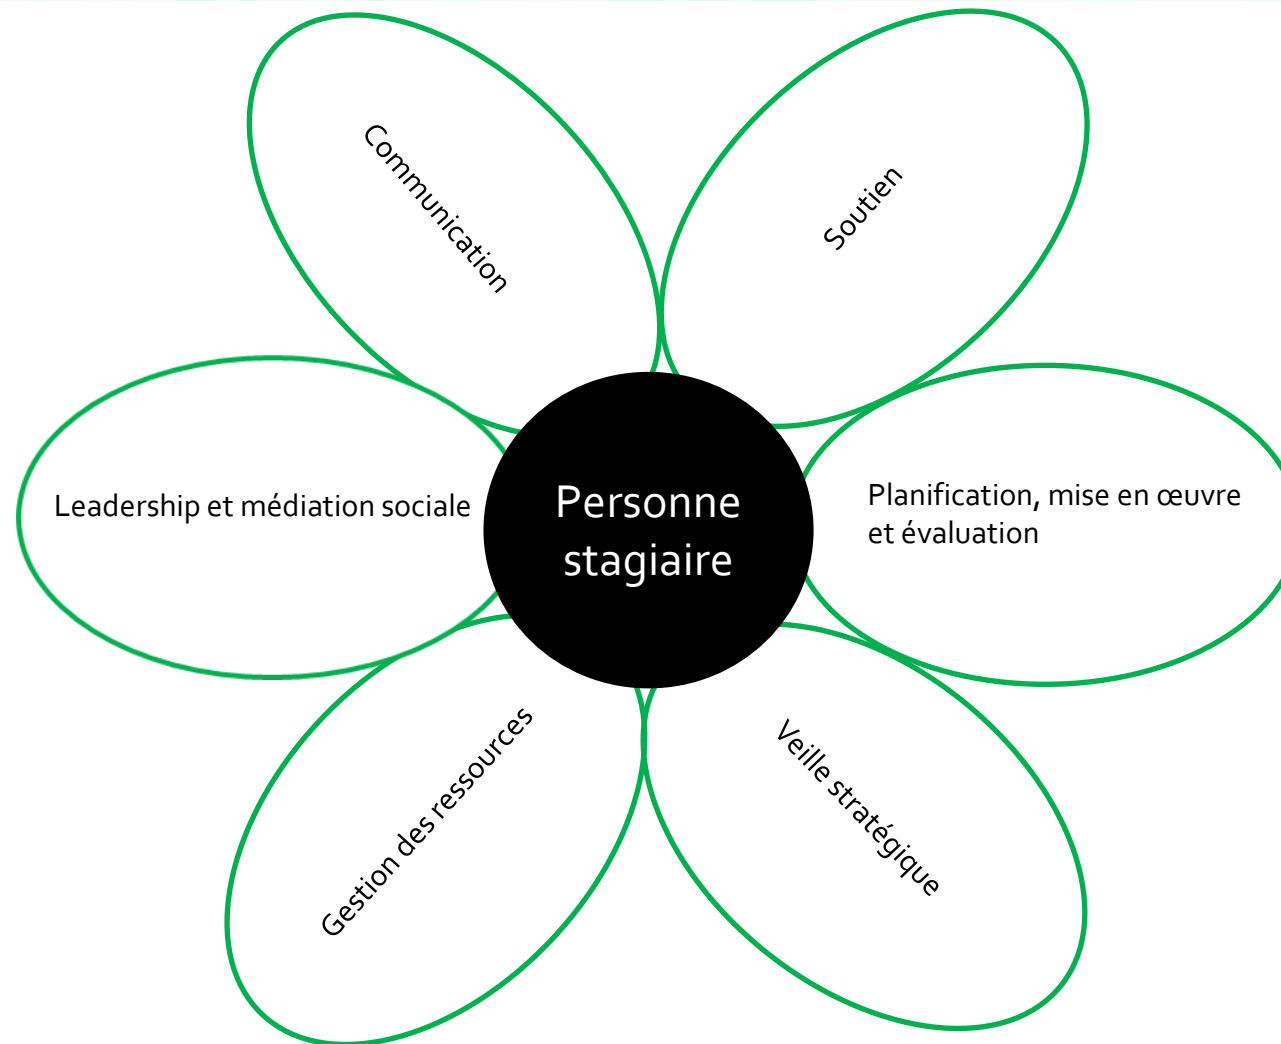 Communication
Soutien
Leadership et médiation sociale
Personne
stagiaire
Planification, mise en œuvre
et évaluation
Gestion des ressources
Veille stratégique